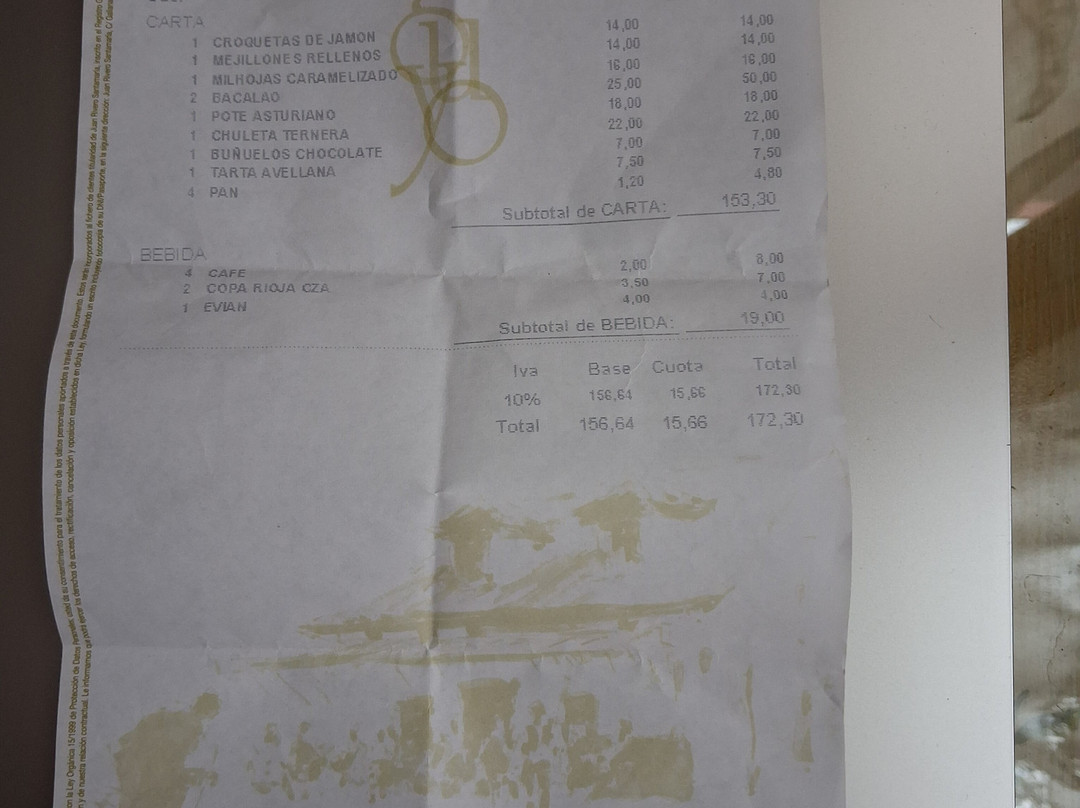 CARTA
1 CROQUETAS DE JAMON 14,00 14,00
1 MEJILLONES RELLENOS 14,00 14,00
1 MILHOJAS CARAMELIZADO 16,00 16,00
2 BACALAO 25,00 50,00
1 POTE ASTURIANO 18,00 18,00
1 CHULETA TERNERA 22,00 22,00
1 BUÑUELOS CHOCOLATE 7,00 7,00
1 TARTA AVELLANA 7,50 7,50
4 PAN 1,20 4,80
Subtotal de CARTA: 153,30
BEBIDA
4 CAFE 2,00 8,00
2 COPA RIOJA CZA 3,50 7,00
1 EVIAN 4,00 4,00
Subtotal de BEBIDA: 19,00
Iva Base Cuota Total
10% 156,64 15,66 172,30
Total 156,64 15,66 172,30